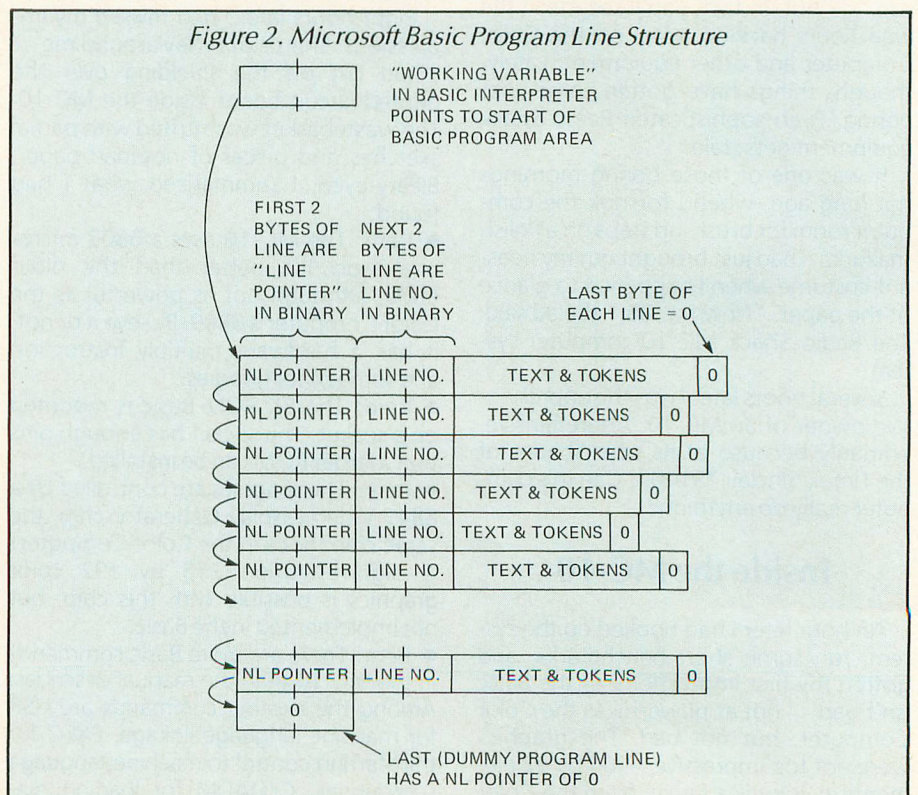 Figure 2. Microsoft Basic Program Line Structure
"WORKING VARIABLE"
IN BASIC INTERPRETER
POINTS TO START OF
BASIC PROGRAM AREA
FIRST 2
BYTES OF
LINE ARE
"LINE
POINTER"
IN BINARY
NEXT 2
BYTES OF
LINE ARE
LINE NO.
IN BINARY
LAST BYTE OF
EACH LINE = 0
NL POINTER LINE NO. TEXT & TOKENS 0
NL POINTER LINE NO. TEXT & TOKENS 0
NL POINTER LINE NO. TEXT & TOKENS 0
NL POINTER LINE NO. TEXT & TOKENS 0
NL POINTER LINE NO. TEXT & TOKENS 0
NL POINTER LINE NO. TEXT & TOKENS
NL POINTER LINE NO. TEXT & TOKENS 0
LAST (DUMMY PROGRAM LINE)
HAS A NL POINTER OF 0